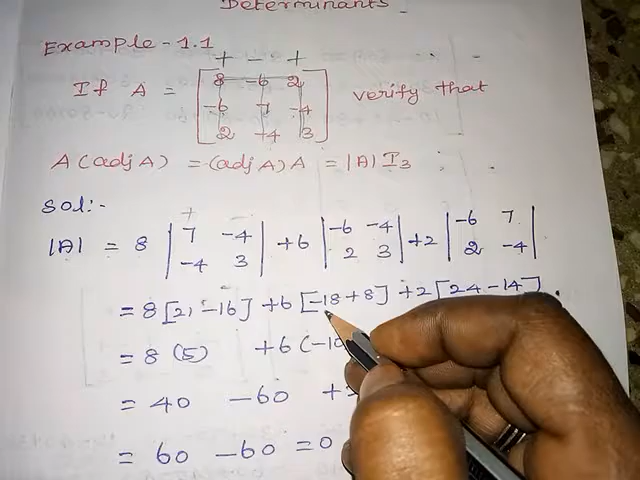 Determinants
Example - 1.1
+ - +
If A = [ 8 -6 2
-6 7 -4
2 -4 3 ] verify that
A(adj A) = (adj A) A = |A| I3
Sol:-
|A| = 8 | 7 -4 | +6 | -6 -4 | +2 | -6 7 |
| -4 3 | | 2 3 | | 2 -4 |
= 8 [21 -16] +6 [-18 +8] +2 [24 -14]
= 8 (5) +6 (-10
= 40 -60 +
= 60 -60 = 0